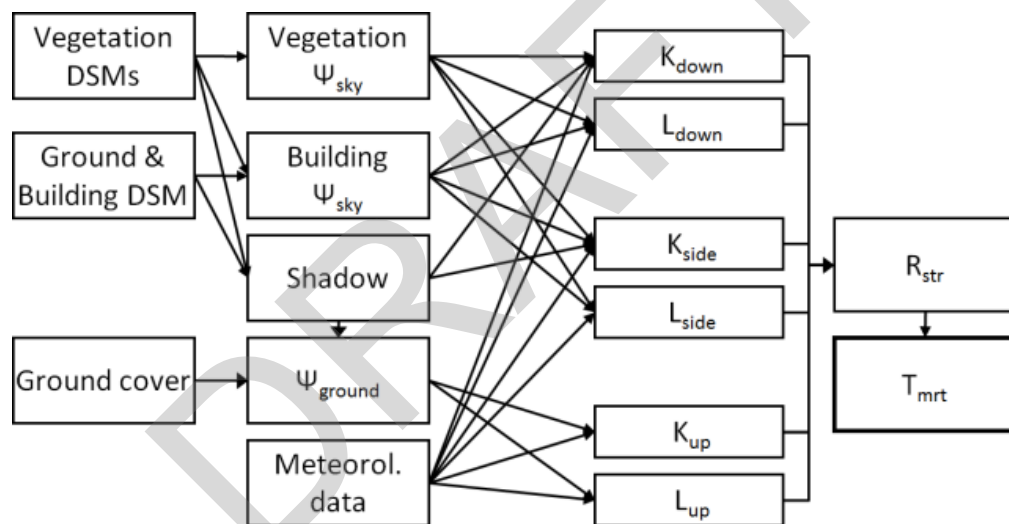 Vegetation
DSMs
Vegetation
Ψsky
Kdown
Ldown
Ground &
Building DSM
Building
Ψsky
Kside
Rstr
Shadow
Lside
Ground cover
Ψground
Tmrt
Kup
Meteorol.
data
Lup
DRAFT